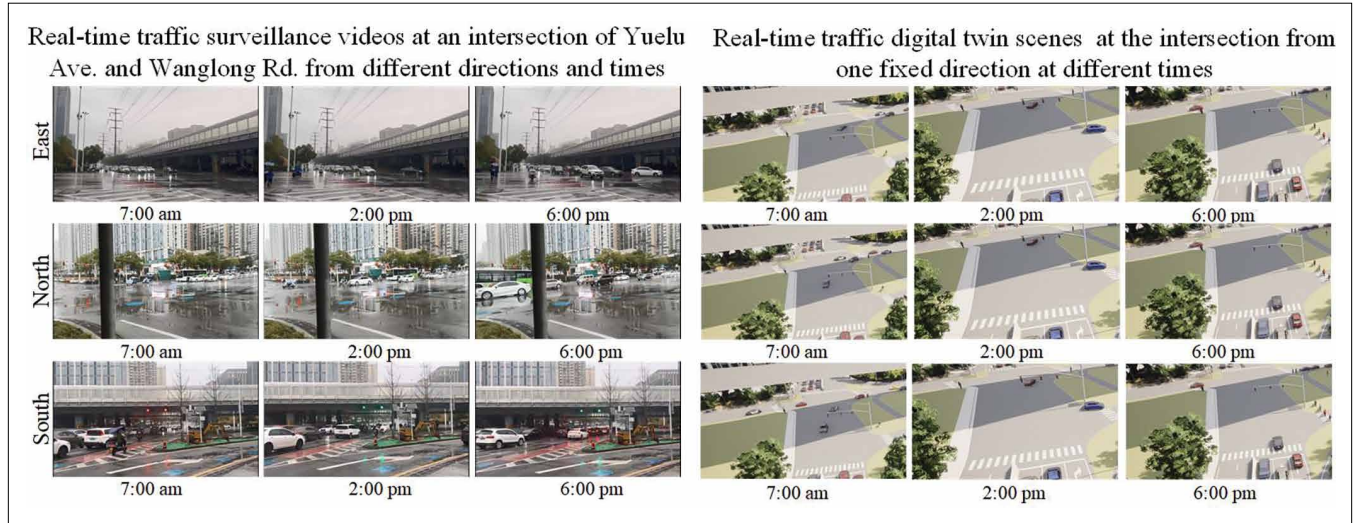 Real-time traffic surveillance videos at an intersection of Yuelu
Ave. and Wanglong Rd. from different directions and times
Real-time traffic digital twin scenes at the intersection from
one fixed direction at different times
East
7:00 am
2:00 pm
6:00 pm
7:00 am
2:00 pm
6:00 pm
North
7:00 am
2:00 pm
6:00 pm
7:00 am
2:00 pm
6:00 pm
South
7:00 am
2:00 pm
6:00 pm
7:00 am
2:00 pm
6:00 pm